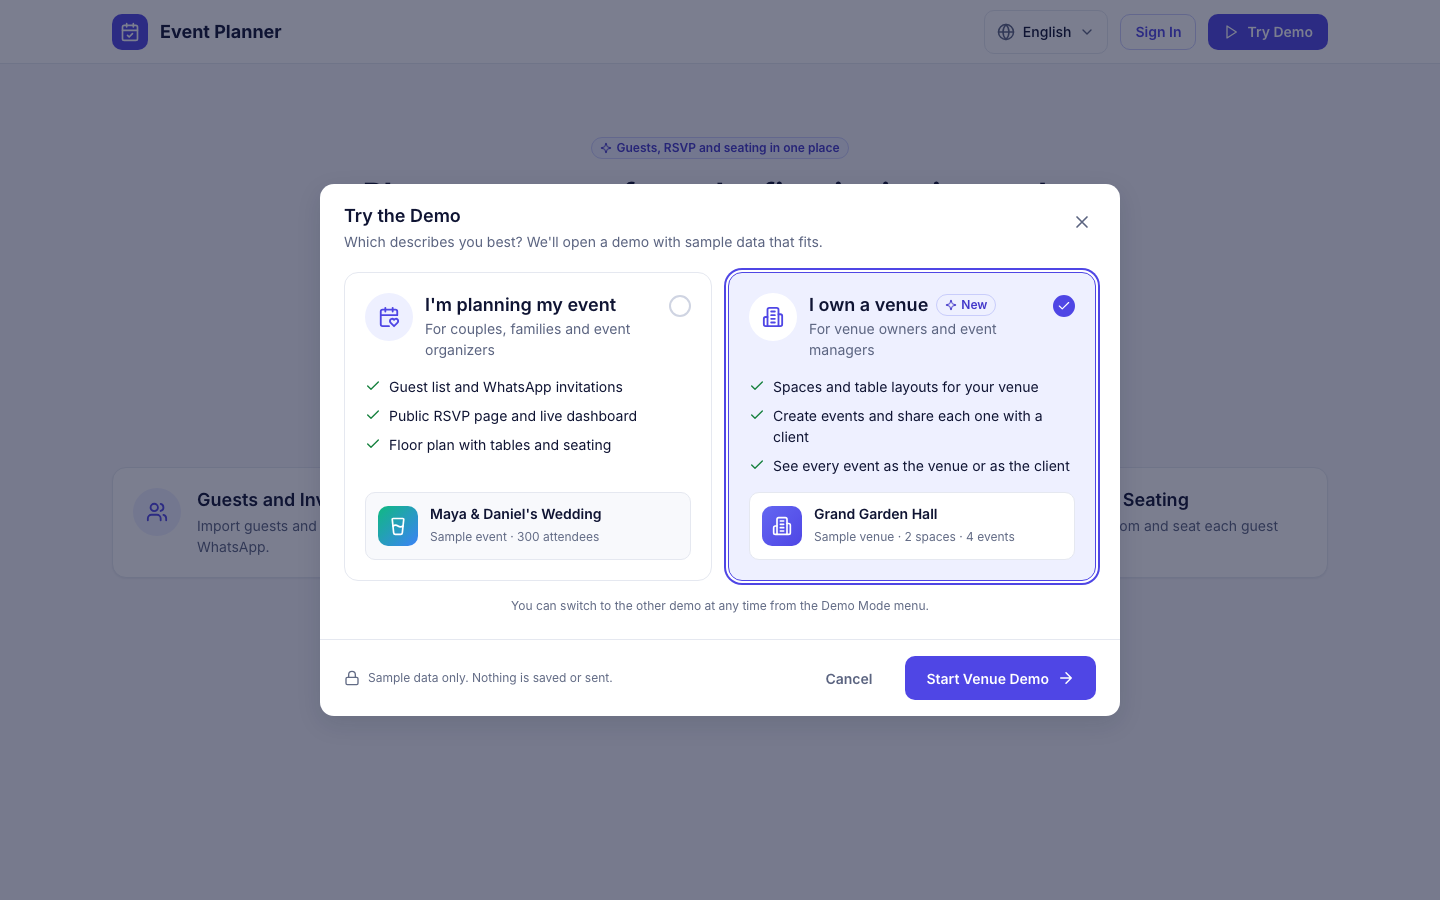 Event Planner
English
Sign In
Try Demo
Guests, RSVP and seating in one place
Try the Demo
Which describes you best? We'll open a demo with sample data that fits.
I'm planning my event
For couples, families and event
organizers
Guest list and WhatsApp invitations
Public RSVP page and live dashboard
Floor plan with tables and seating
Maya & Daniel's Wedding
Sample event · 300 attendees
I own a venue
New
For venue owners and event
managers
Spaces and table layouts for your venue
Create events and share each one with a
client
See every event as the venue or as the client
Grand Garden Hall
Sample venue · 2 spaces · 4 events
You can switch to the other demo at any time from the Demo Mode menu.
Sample data only. Nothing is saved or sent.
Cancel
Start Venue Demo
Guests and
Import guests and
WhatsApp.
Seating
and seat each guest